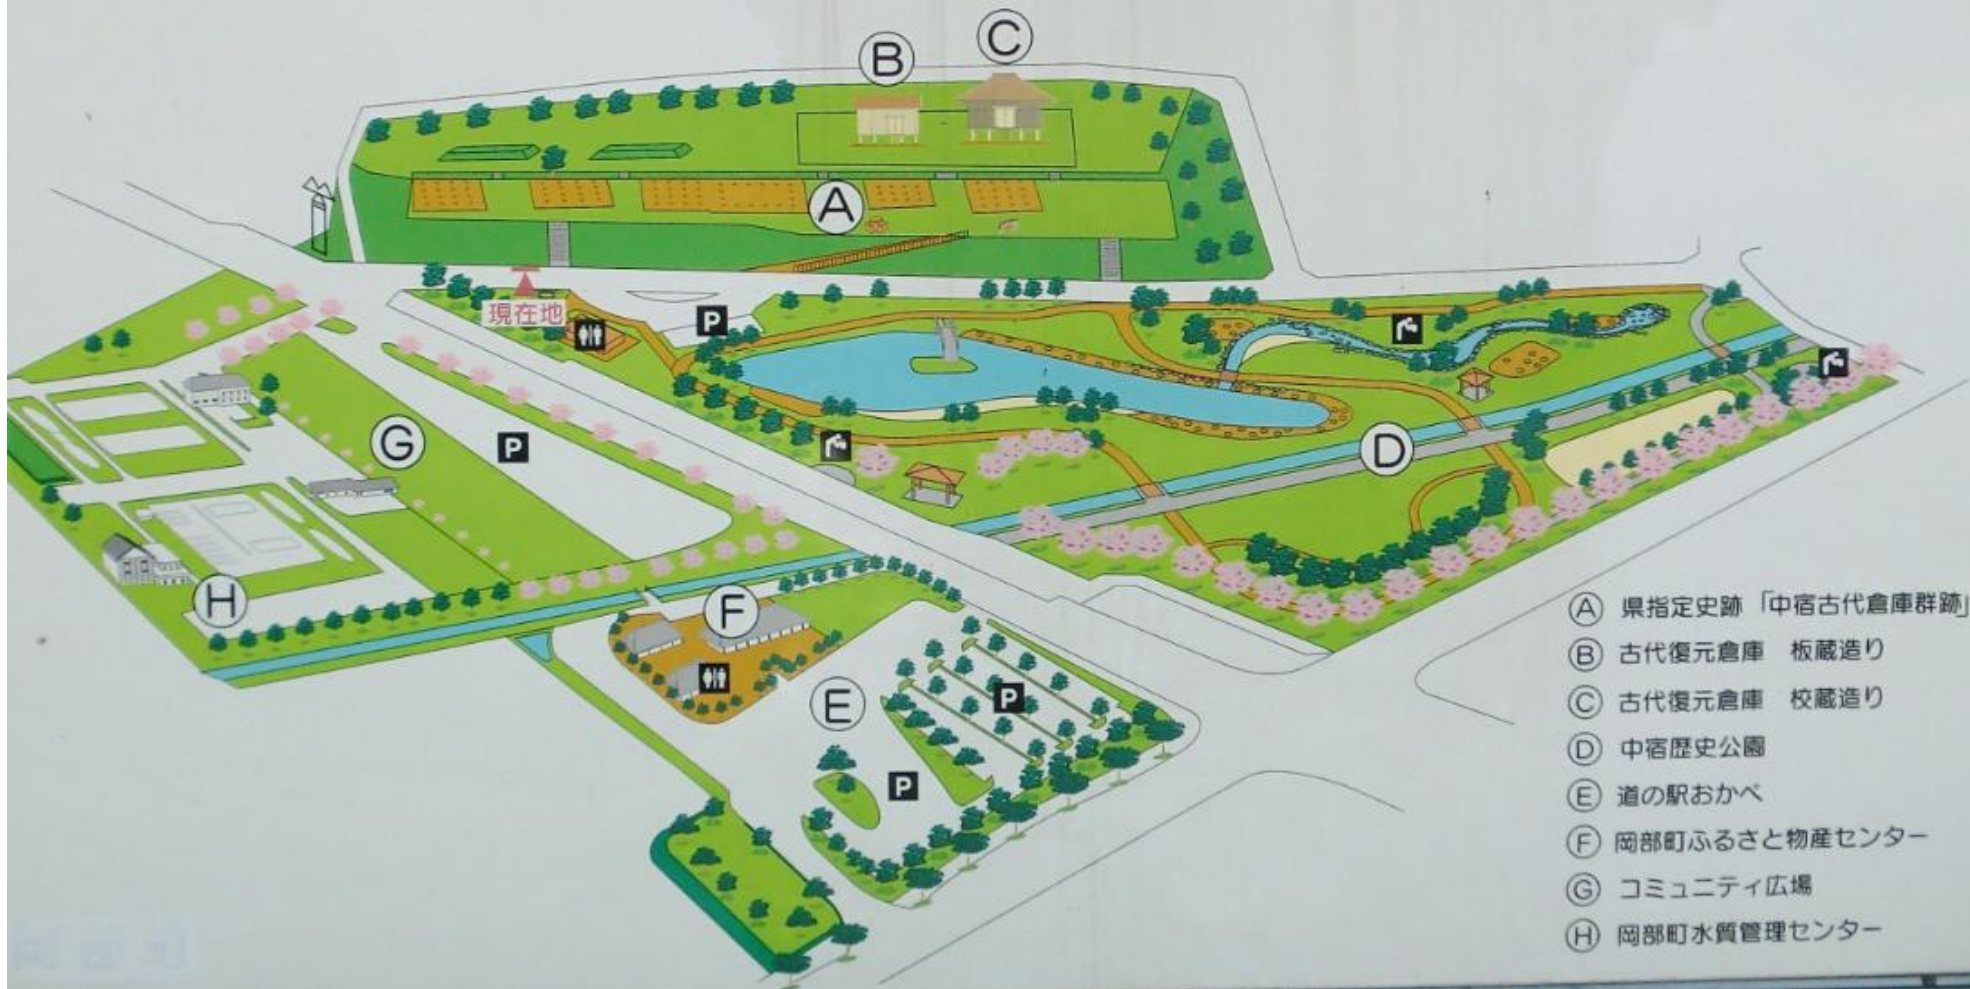 B
C
A
現在地
P
G
P
D
H
F
E
P
P
A 県指定史跡「中宿古代倉庫群跡」
B 古代復元倉庫 板蔵造り
C 古代復元倉庫 校蔵造り
D 中宿歴史公園
E 道の駅おかべ
F 岡部町ふるさと物産センター
G コミュニティ広場
H 岡部町水質管理センター